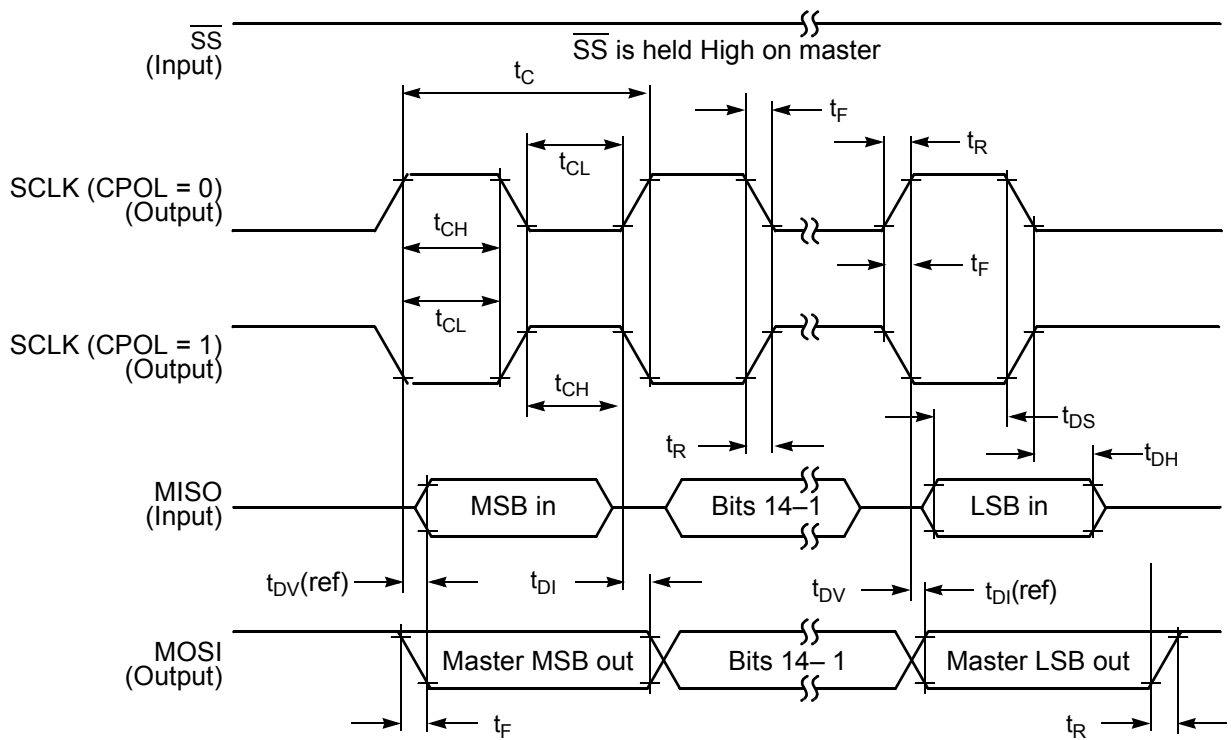 SS
(Input)
SS is held High on master
tC
tF
tR
tCL
SCLK (CPOL = 0)
(Output)
tCH
tF
tCL
SCLK (CPOL = 1)
(Output)
tCH
tDS
tR
tDH
MISO
(Input)
MSB in
Bits 14–1
LSB in
tDV(ref)
tDI
tDV
tDI(ref)
MOSI
(Output)
Master MSB out
Bits 14– 1
Master LSB out
tF
tR